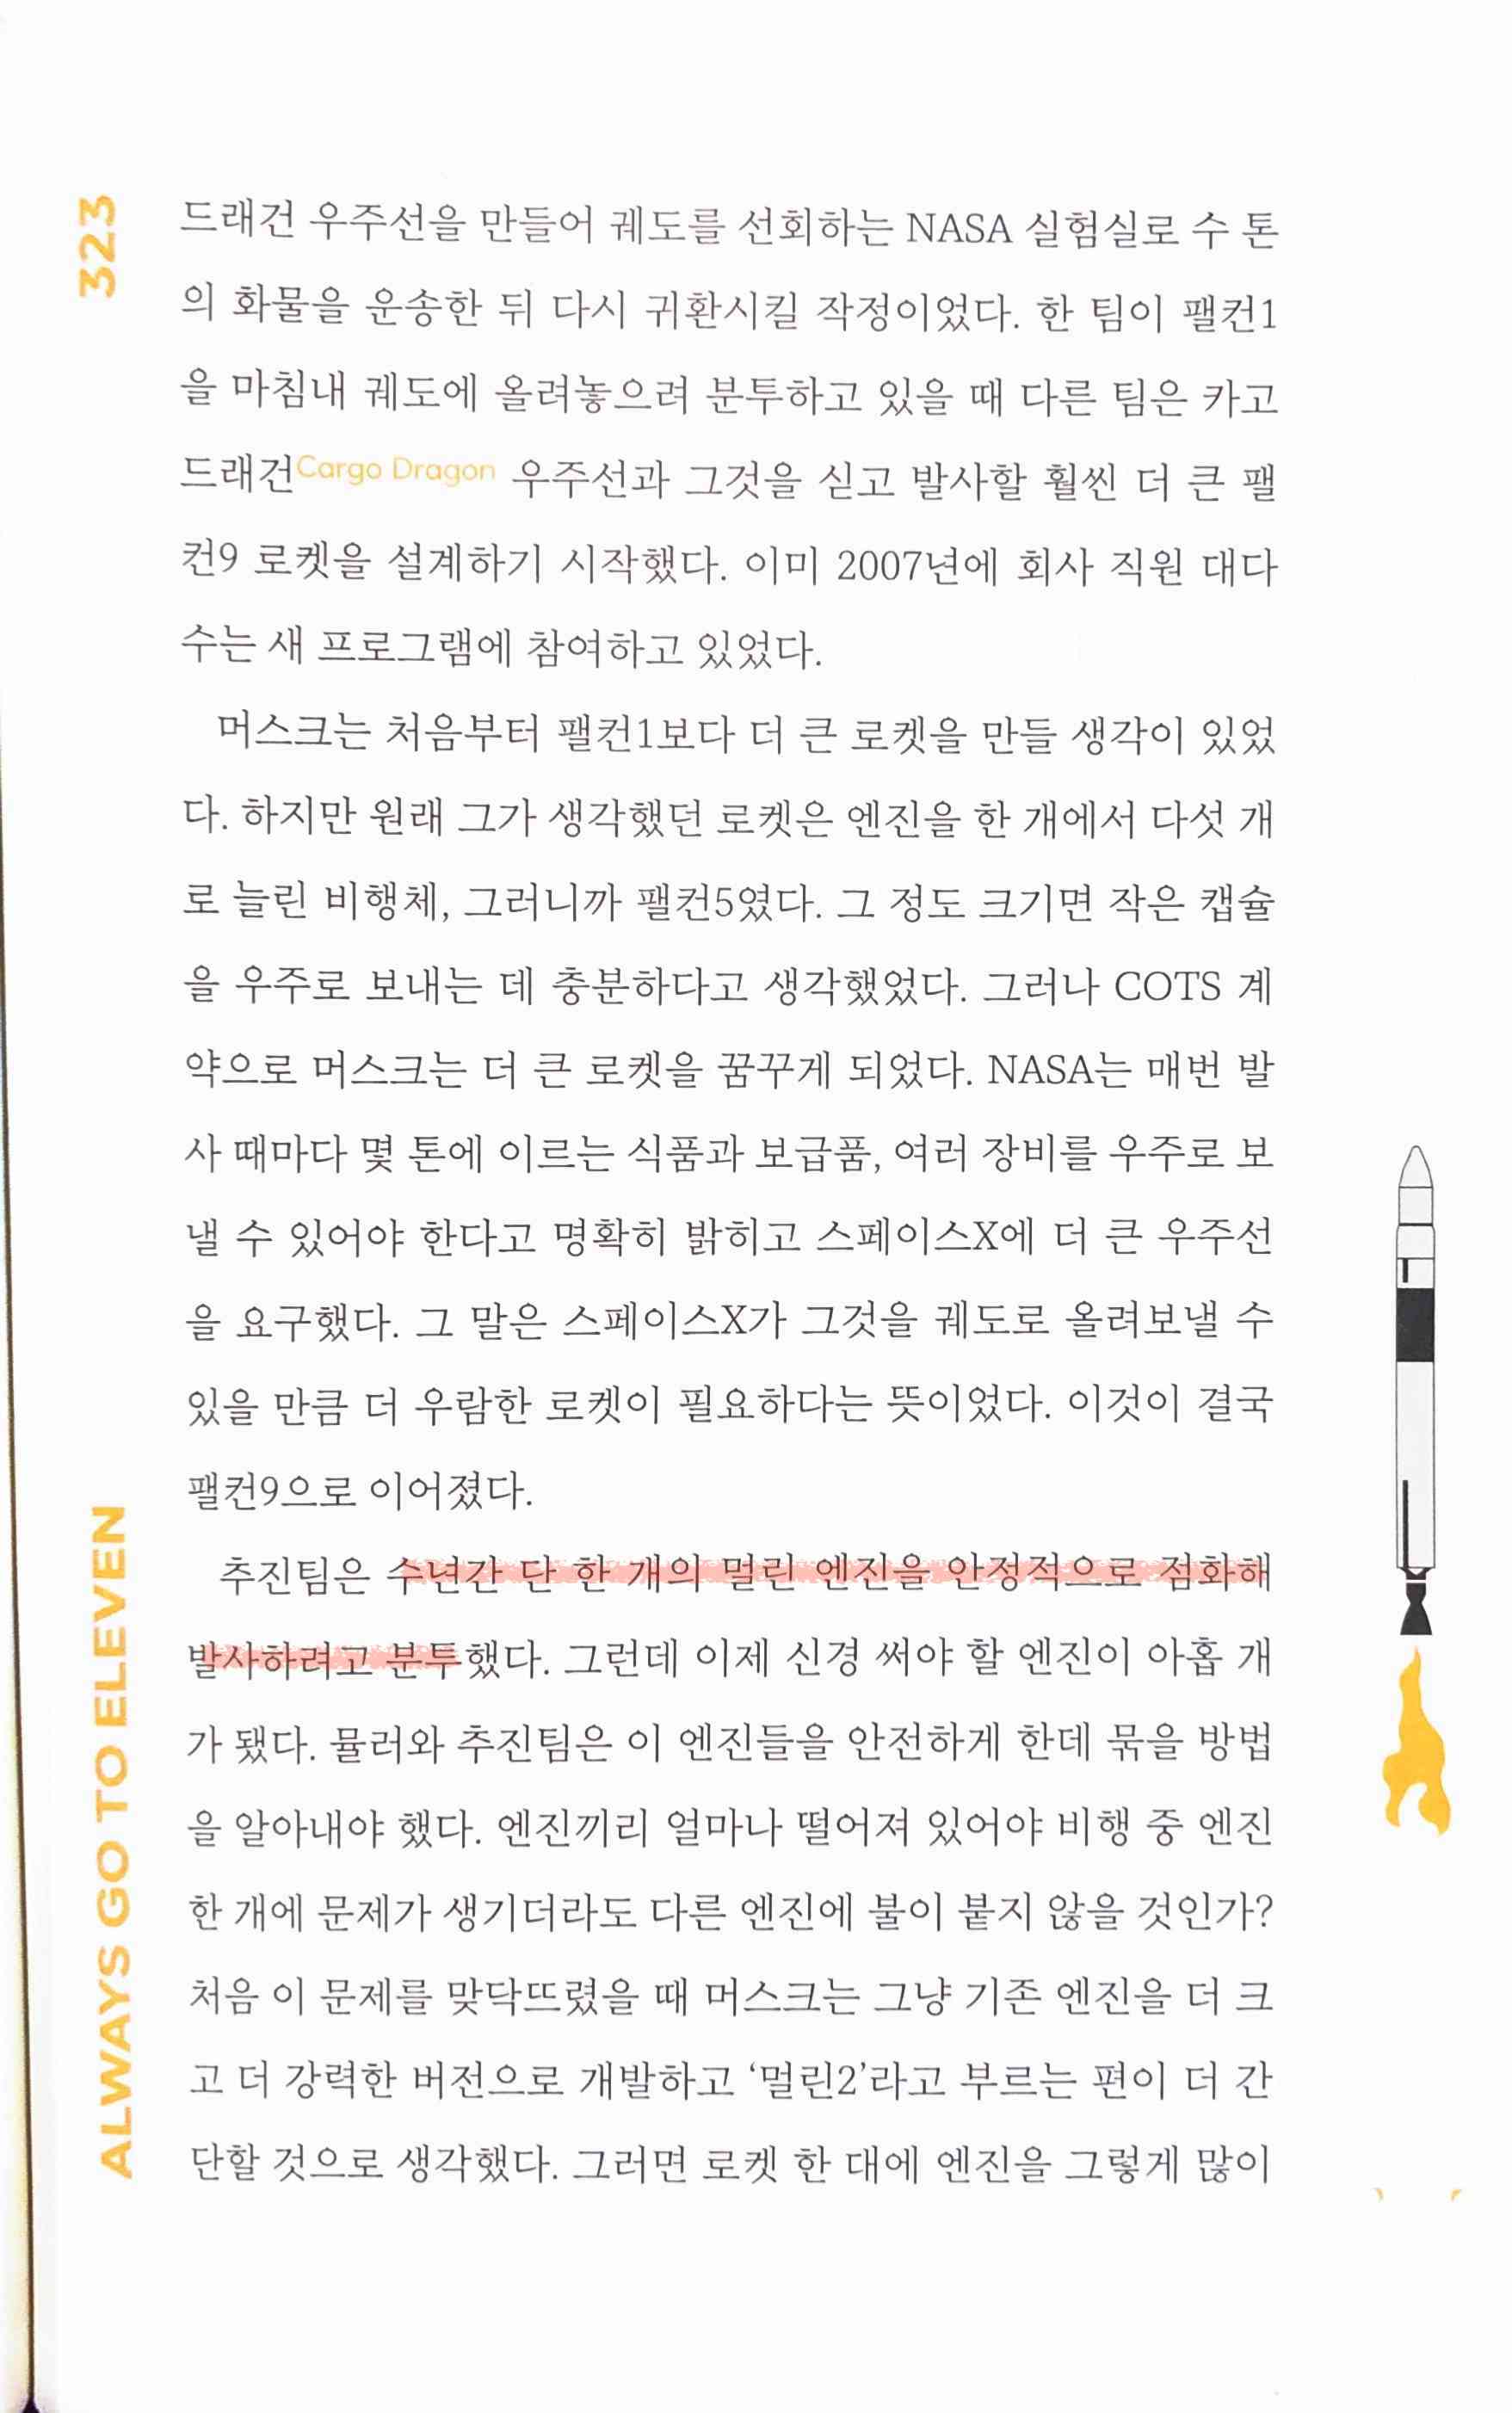 323
드래건 우주선을 만들어 궤도를 선회하는 NASA 실험실로 수 톤
의 화물을 운송한 뒤 다시 귀환시킬 작정이었다. 한 팀이 팰컨1
을 마침내 궤도에 올려놓으려 분투하고 있을 때 다른 팀은 카고
드래건Cargo Dragon 우주선과 그것을 싣고 발사할 훨씬 더 큰 팰
컨9 로켓을 설계하기 시작했다. 이미 2007년에 회사 직원 대다
수는 새 프로그램에 참여하고 있었다.
머스크는 처음부터 팰컨1보다 더 큰 로켓을 만들 생각이 있었
다. 하지만 원래 그가 생각했던 로켓은 엔진을 한 개에서 다섯 개
로 늘린 비행체, 그러니까 팰컨5였다. 그 정도 크기면 작은 캡슐
을 우주로 보내는 데 충분하다고 생각했었다. 그러나 COTS 계
약으로 머스크는 더 큰 로켓을 꿈꾸게 되었다. NASA는 매번 발
사 때마다 몇 톤에 이르는 식품과 보급품, 여러 장비를 우주로 보
낼 수 있어야 한다고 명확히 밝히고 스페이스X에 더 큰 우주선
을 요구했다. 그 말은 스페이스X가 그것을 궤도로 올려보낼 수
있을 만큼 더 우람한 로켓이 필요하다는 뜻이었다. 이것이 결국
팰컨9으로 이어졌다.
추진팀은 수년간 단 한 개의 멀린 엔진을 안정적으로 점화해
발사하려고 분투했다. 그런데 이제 신경 써야 할 엔진이 아홉 개
가 됐다. 뮬러와 추진팀은 이 엔진들을 안전하게 한데 묶을 방법
을 알아내야 했다. 엔진끼리 얼마나 떨어져 있어야 비행 중 엔진
한 개에 문제가 생기더라도 다른 엔진에 불이 붙지 않을 것인가?
처음 이 문제를 맞닥뜨렸을 때 머스크는 그냥 기존 엔진을 더 크
고 더 강력한 버전으로 개발하고 ‘멀린2’라고 부르는 편이 더 간
단할 것으로 생각했다. 그러면 로켓 한 대에 엔진을 그렇게 많이
ALWAYS GO TO ELEVEN